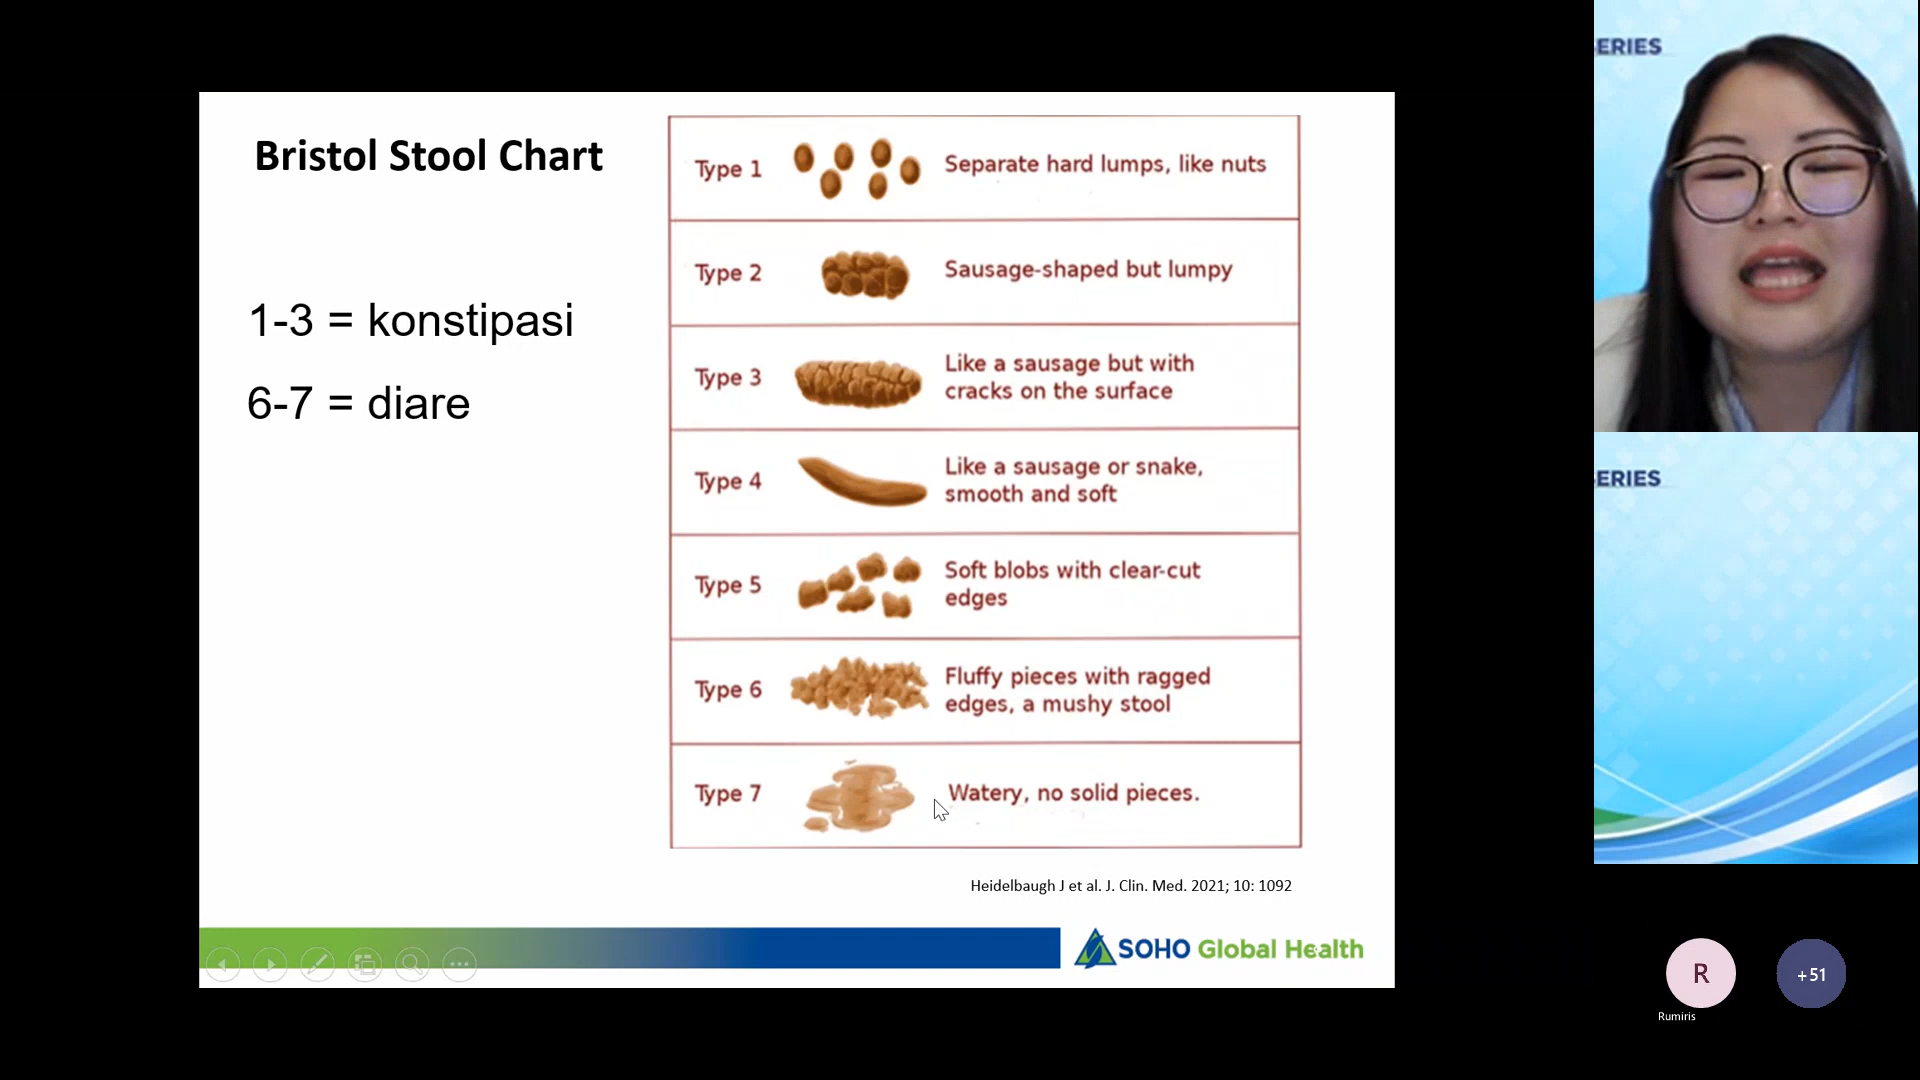 Bristol Stool Chart
1-3 = konstipasi
6-7 = diare
Type 1
Separate hard lumps, like nuts
Type 2
Sausage-shaped but lumpy
Type 3
Like a sausage but with
cracks on the surface
Type 4
Like a sausage or snake,
smooth and soft
Type 5
Soft blobs with clear-cut
edges
Type 6
Fluffy pieces with ragged
edges, a mushy stool
Type 7
Watery, no solid pieces.
Heidelbaugh J et al. J. Clin. Med. 2021; 10: 1092
SOHO Global Health
ERIES
ERIES
R
Rumiris
+51